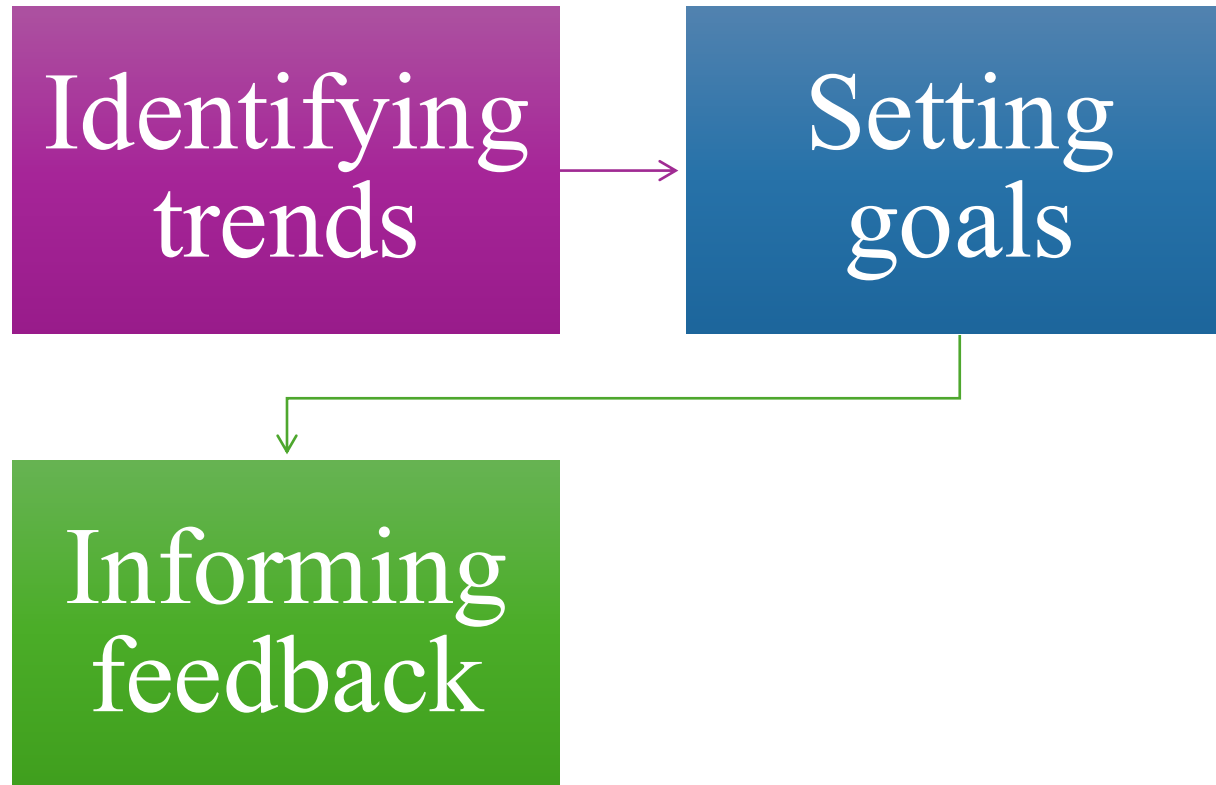 Identifying
trends
Setting
goals
Informing
feedback